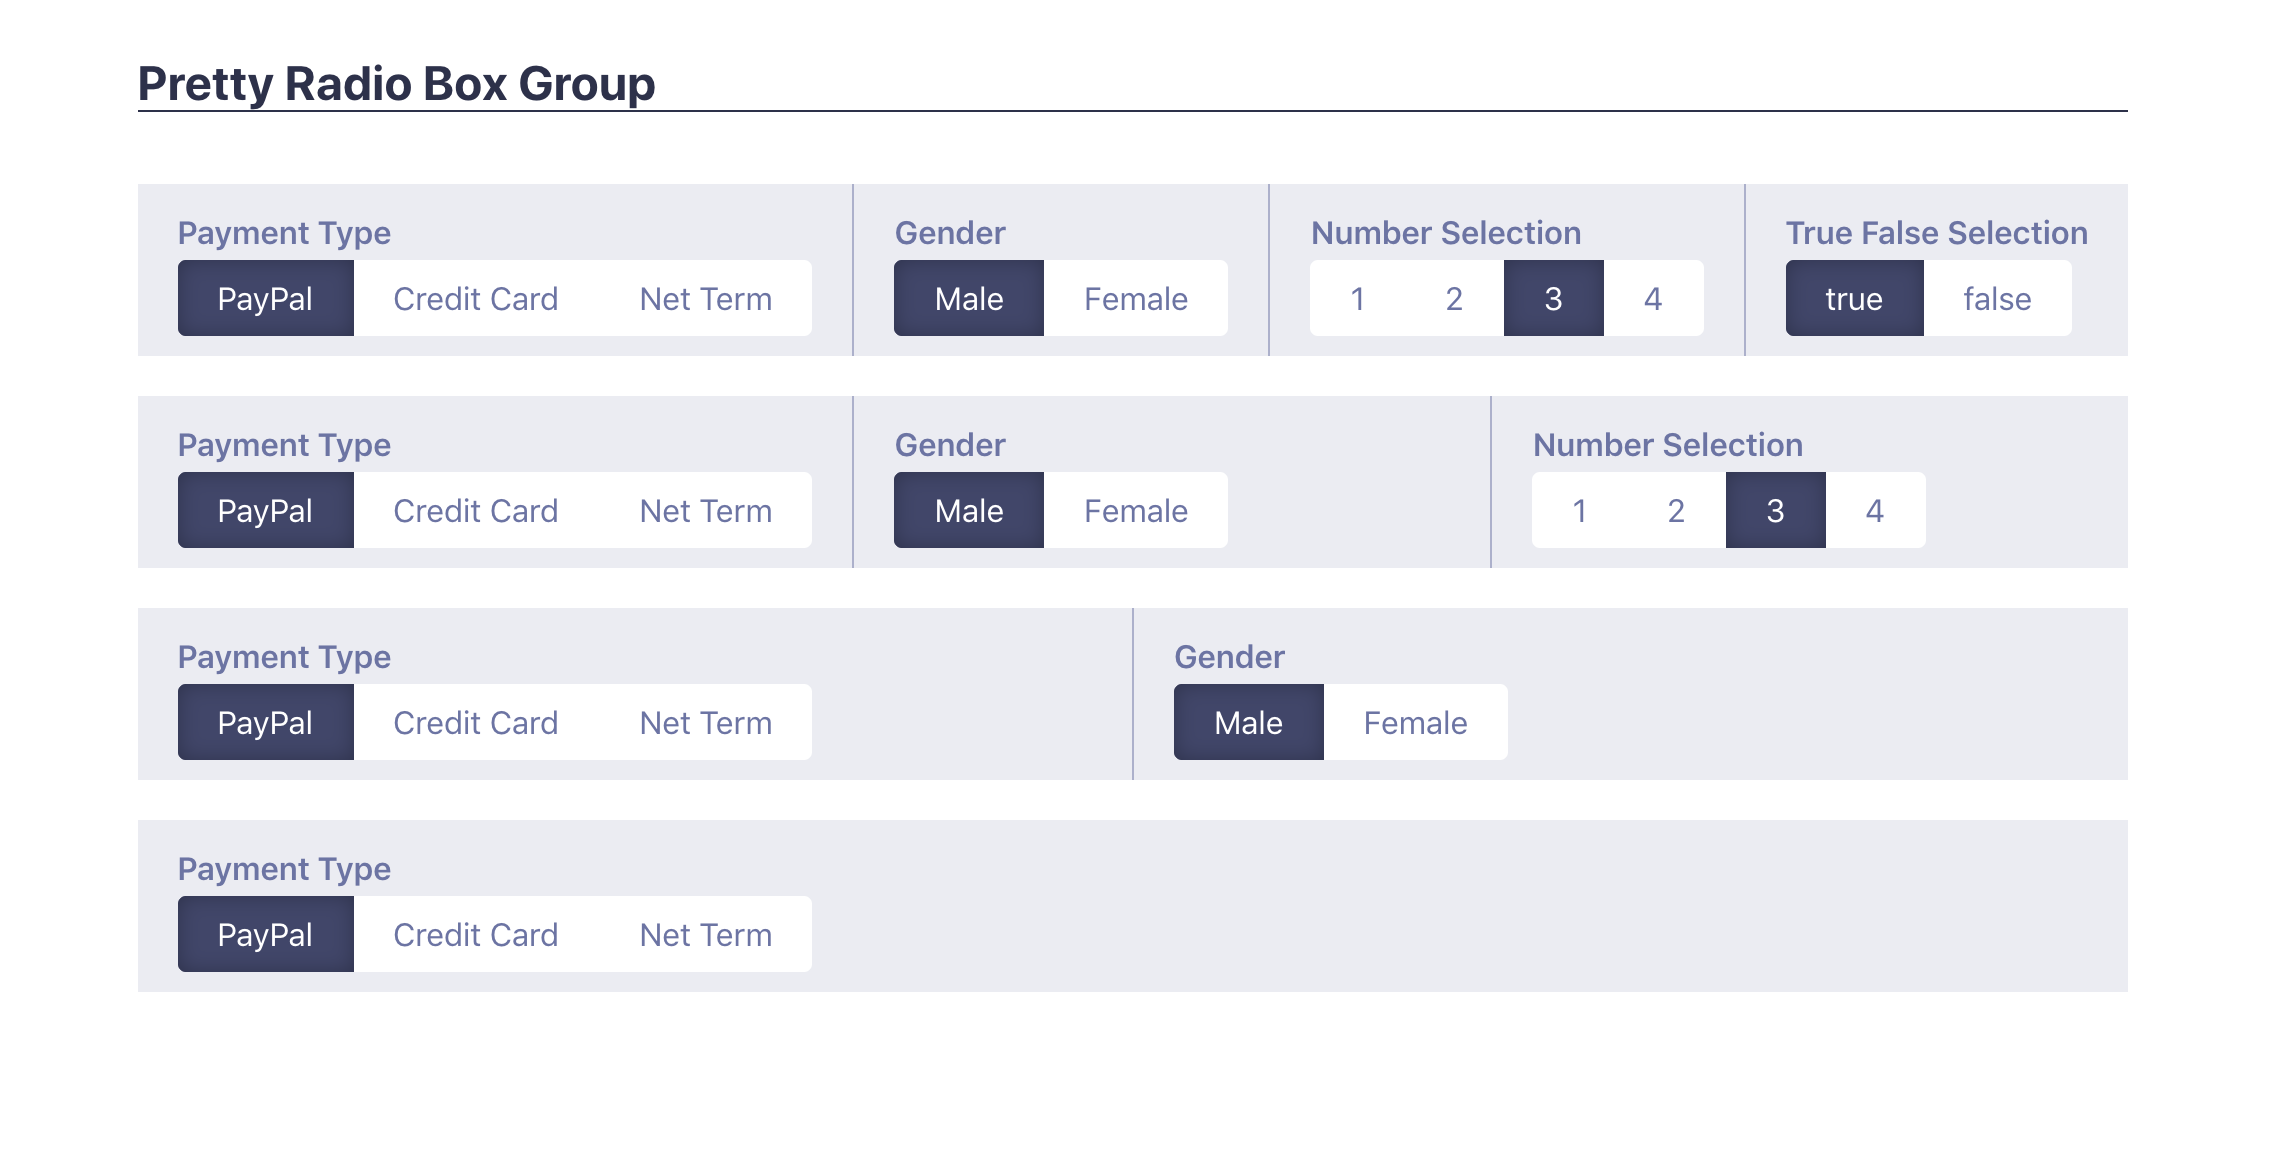 Pretty Radio Box Group
Payment Type Gender Number Selection True False Selection
PayPal Credit Card Net Term Male Female 1 2 3 4 true false
Payment Type Gender Number Selection
PayPal Credit Card Net Term Male Female 1 2 3 4
Payment Type Gender
PayPal Credit Card Net Term Male Female
Payment Type
PayPal Credit Card Net Term